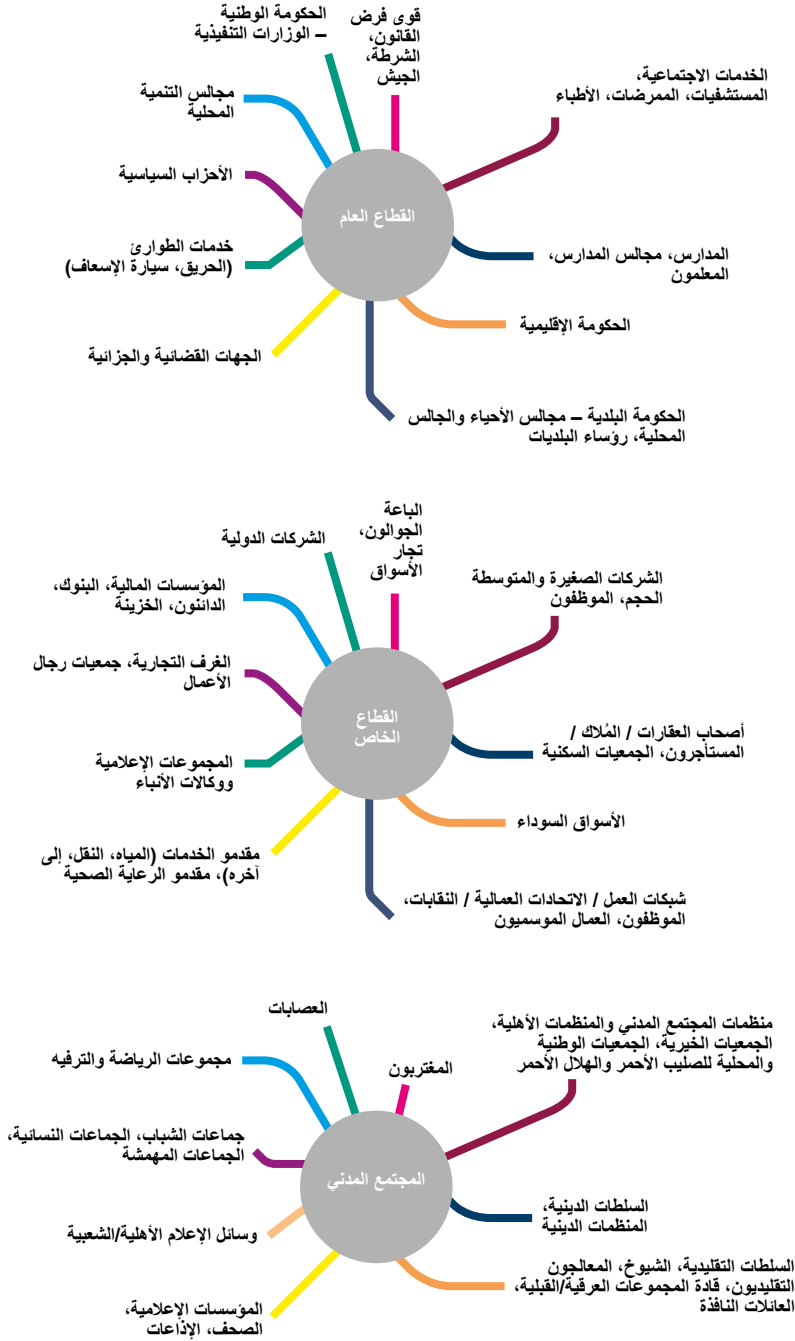 الحكومة الوطنية
– الوزارات التنفيذية
قوى فرض
القانون،
الشرطة،
الجيش
الخدمات الاجتماعية،
المستشفيات، الممرضات، الأطباء
مجالس التنمية
المحلية
الأحزاب السياسية
القطاع العام
خدمات الطوارئ
(الحريق، سيارة الإسعاف)
المدارس، مجالس المدارس،
المعلمون
الحكومة الإقليمية
الجهات القضائية والجزائية
الحكومة البلدية – مجالس الأحياء والجالس
المحلية، رؤساء البلديات
الباعة
الجوالون،
تجار
الأسواق
الشركات الدولية
الشركات الصغيرة والمتوسطة
الحجم، الموظفون
المؤسسات المالية، البنوك،
الدائنون، الخزينة
الغرف التجارية، جمعيات رجال
الأعمال
القطاع
الخاص
أصحاب العقارات / المُلاك /
المستأجرون، الجمعيات السكنية
المجموعات الإعلامية
ووكالات الأنباء
الأسواق السوداء
مقدمو الخدمات (المياه، النقل، إلى
آخره)، مقدمو الرعاية الصحية
شبكات العمل / الاتحادات العمالية / النقابات،
الموظفون، العمال الموسميون
العصابات
منظمات المجتمع المدني والمنظمات الأهلية،
الجمعيات الخيرية، الجمعيات الوطنية
والمحلية للصليب الأحمر والهلال الأحمر
مجموعات الرياضة والترفيه
المغتربون
جماعات الشباب، الجماعات النسائية،
الجماعات المهمشة
المجتمع المدني
السلطات الدينية،
المنظمات الدينية
وسائل الإعلام الأهلية/الشعبية
السلطات التقليدية، الشيوخ، المعالجون
التقليديون، قادة المجموعات العرقية/القبلية،
العائلات النافذة
المؤسسات الإعلامية،
الصحف، الإذاعات